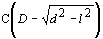 C(D − √(d² − l²))